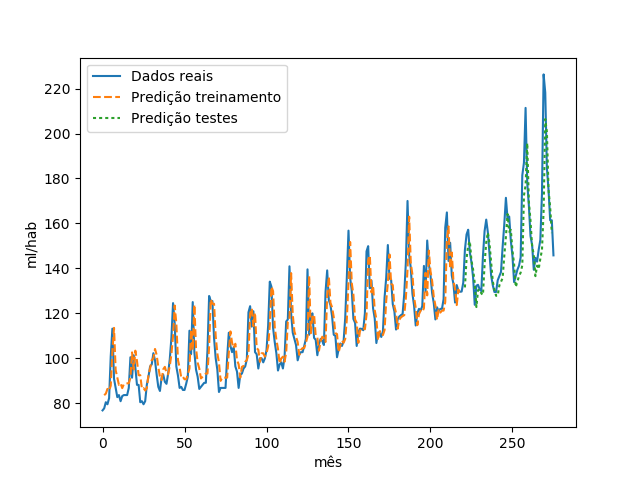 Dados reais
Predição treinamento
Predição testes
220
200
180
160
140
120
100
80
ml/hab
0 50 100 150 200 250
mês